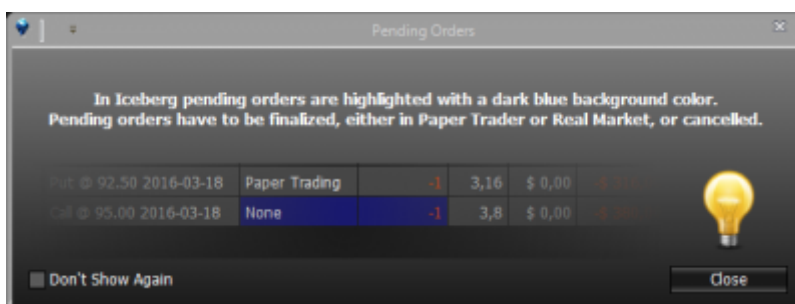 Pending Orders
In Iceberg pending orders are highlighted with a dark blue background color.
Pending orders have to be finalized, either in Paper Trader or Real Market, or cancelled.
Put @ 92.50 2016-03-18 Paper Trading -1 3,16 $ 0,00
Call @ 95.00 2016-03-18 None -1 3,8 $ 0,00
Don't Show Again
Close